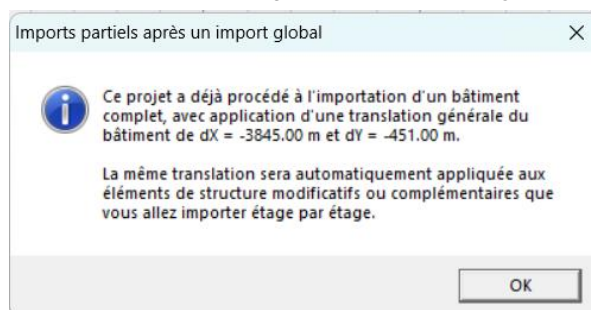 Imports partiels après un import global
Ce projet a déjà procédé à l'importation d'un bâtiment
complet, avec application d'une translation générale du
bâtiment de dX = -3845.00 m et dY = -451.00 m.
La même translation sera automatiquement appliquée aux
éléments de structure modificatifs ou complémentaires que
vous allez importer étage par étage.
OK